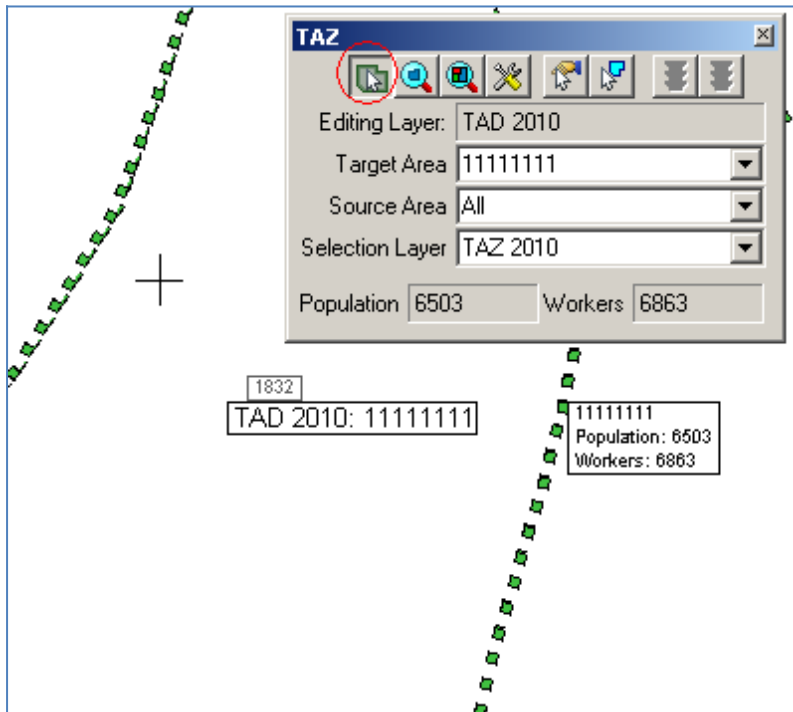 TAZ
Editing Layer: TAD 2010
Target Area 11111111
Source Area All
Selection Layer TAZ 2010
Population 6503 Workers 6863
1832
TAD 2010: 11111111
11111111
Population: 6503
Workers: 6863